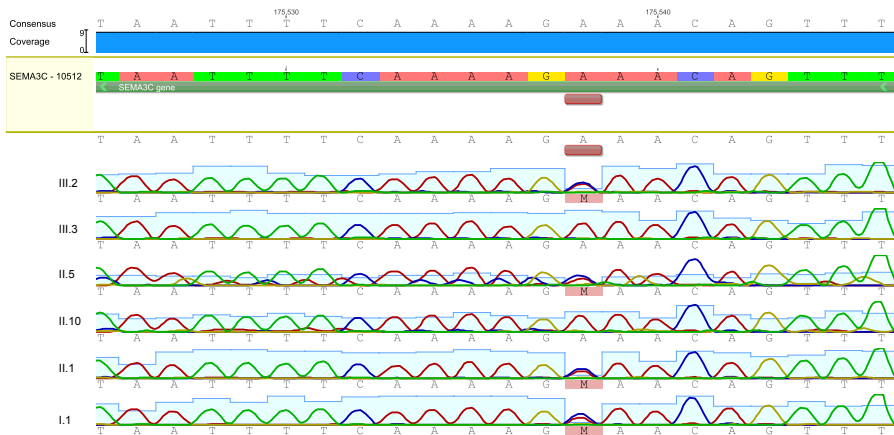 175,530 175,540
Consensus T A A T T T T C A A A A G A A A C A G T T T
Coverage 9 0
SEMA3C - 10512 T A A T T T T C A A A A G A A A C A G T T T
SEMA3C gene
T A A T T T T C A A A A G A A A C A G T T T
III.2
T A A T T T T C A A A A G M A A C A G T T T
III.3
T A A T T T T C A A A A G A A A C A G T T T
II.5
T A A T T T T C A A A A G M A A C A G T T T
II.10
T A A T T T T C A A A A G A A A C A G T T T
II.1
T A A T T T T C A A A A G M A A C A G T T T
I.1
T A A T T T T C A A A A G M A A C A G T T T